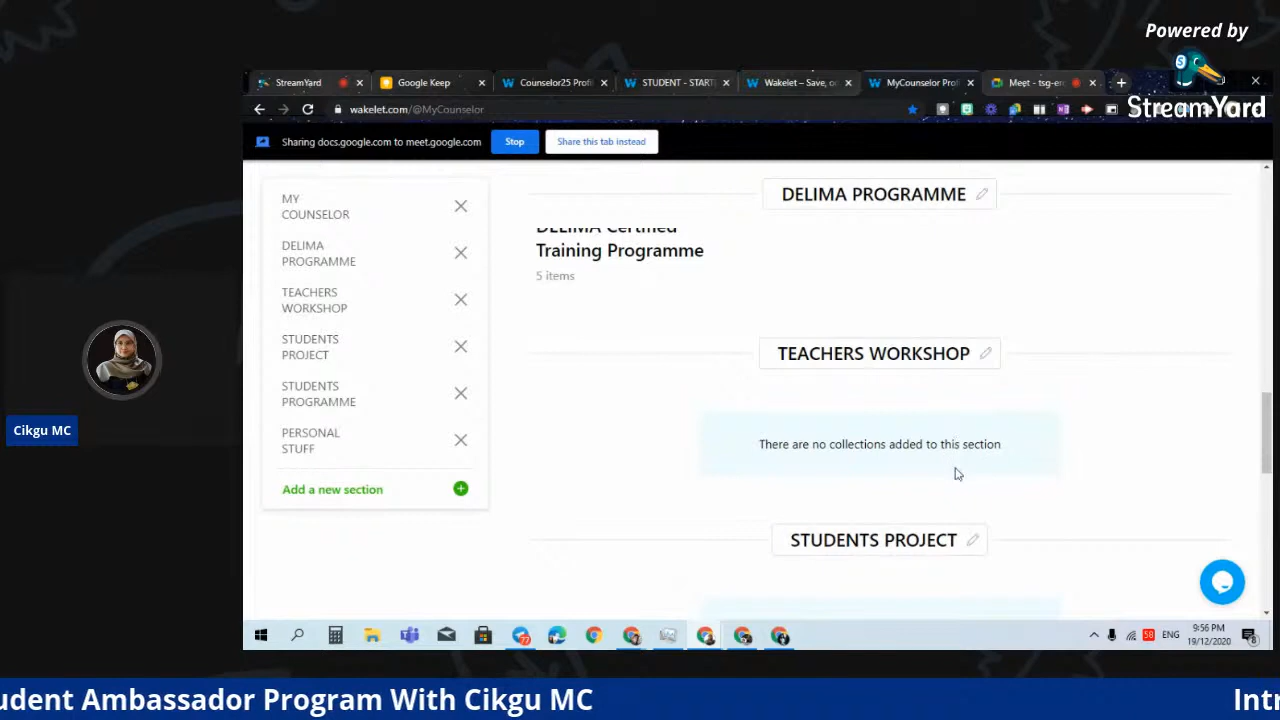 Powered by
StreamYard
StreamYard
Google Keep
Counselor25 Profi
STUDENT - START
Wakelet – Save, o
MyCounselor Prof
Meet - tsg-en
wakelet.com/@MyCounselor
Sharing docs.google.com to meet.google.com
Stop
Share this tab instead
MY
COUNSELOR
DELIMA
PROGRAMME
TEACHERS
WORKSHOP
STUDENTS
PROJECT
STUDENTS
PROGRAMME
PERSONAL
STUFF
Add a new section
DELIMA PROGRAMME
DELIMA Certified
Training Programme
5 items
TEACHERS WORKSHOP
There are no collections added to this section
STUDENTS PROJECT
Cikgu MC
ENG
9:56 PM
19/12/2020
udent Ambassador Program With Cikgu MC
Intr